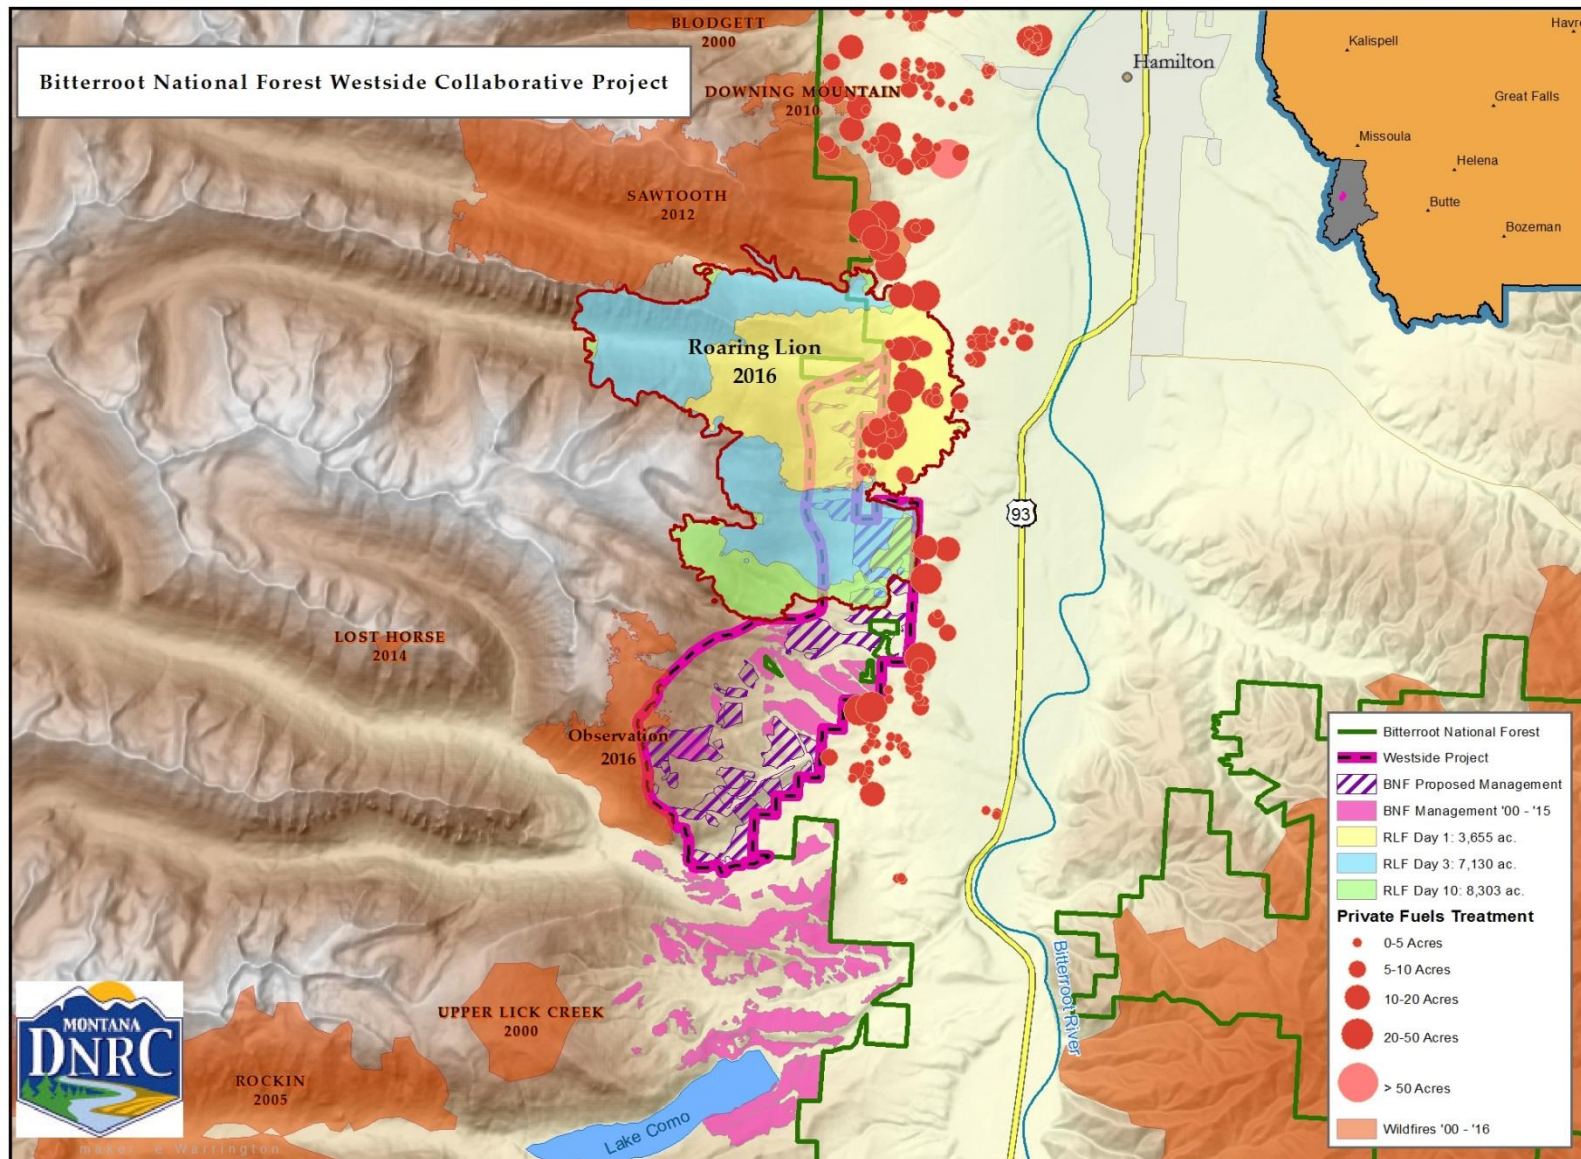 Bitterroot National Forest Westside Collaborative Project
BLODGETT
2000
DOWNING MOUNTAIN
2010
Hamilton
SAWTOOTH
2012
Roaring Lion
2016
93
LOST HORSE
2014
Observation
2016
UPPER LICK CREEK
2000
ROCKIN
2005
Lake Como
Bitterroot River
Kalispell
Havre
Great Falls
Missoula
Helena
Butte
Bozeman
Bitterroot National Forest
Westside Project
BNF Proposed Management
BNF Management '00 - '15
RLF Day 1: 3,655 ac.
RLF Day 3: 7,130 ac.
RLF Day 10: 8,303 ac.
Private Fuels Treatment
0-5 Acres
5-10 Acres
10-20 Acres
20-50 Acres
> 50 Acres
Wildfires '00 - '16
MONTANA
DNRC